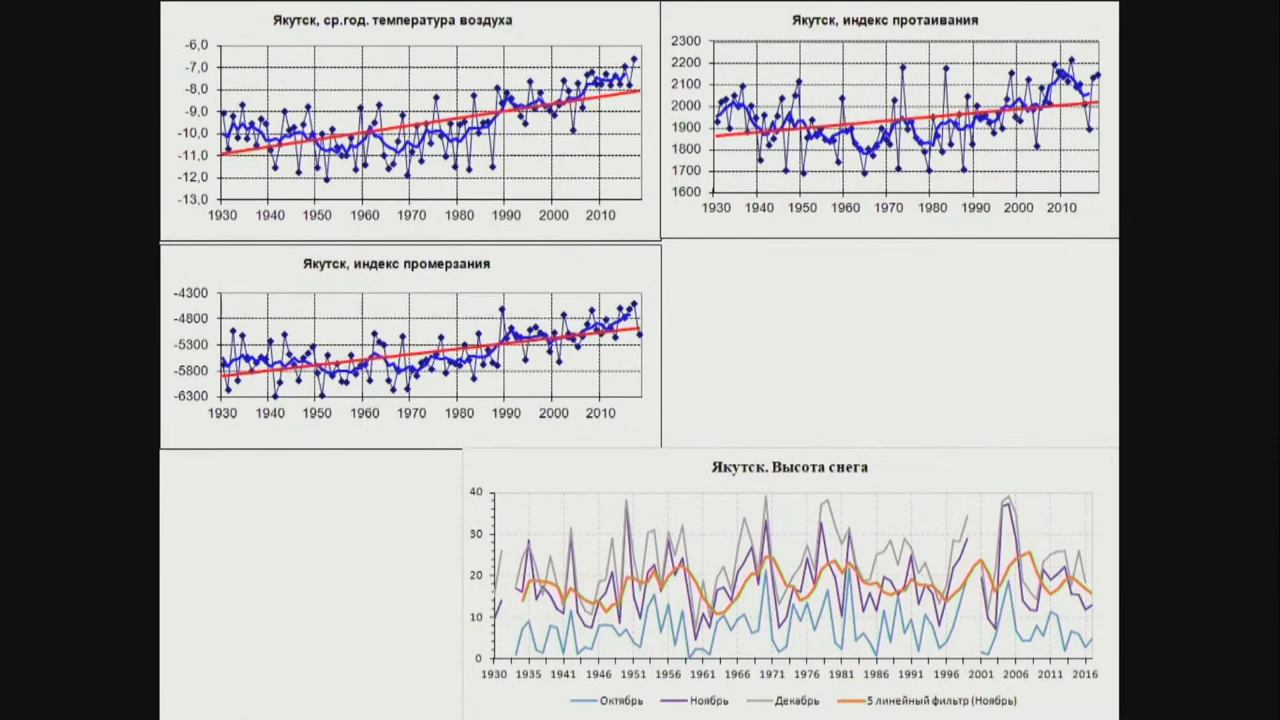 Якутск, ср.год. температура воздуха
-6,0
-7,0
-8,0
-9,0
-10,0
-11,0
-12,0
-13,0
1930 1940 1950 1960 1970 1980 1990 2000 2010
Якутск, индекс протаивания
2300
2200
2100
2000
1900
1800
1700
1600
1930 1940 1950 1960 1970 1980 1990 2000 2010
Якутск, индекс промерзания
-4300
-4800
-5300
-5800
-6300
1930 1940 1950 1960 1970 1980 1990 2000 2010
Якутск. Высота снега
40
30
20
10
0
1930 1935 1941 1946 1951 1956 1961 1966 1971 1976 1981 1986 1991 1996 2001 2006 2011 2016
Октябрь Ноябрь Декабрь 5 линейный фильтр (Ноябрь)